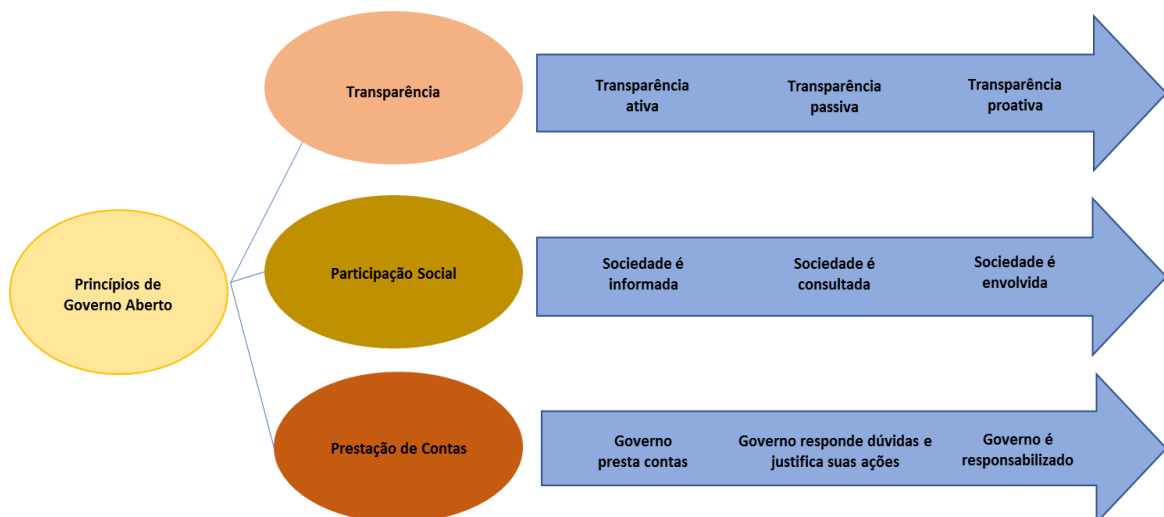 Transparência
Transparência
ativa
Transparência
passiva
Transparência
proativa
Princípios de
Governo Aberto
Participação Social
Sociedade é
informada
Sociedade é
consultada
Sociedade é
envolvida
Prestação de Contas
Governo
presta contas
Governo responde dúvidas e
justifica suas ações
Governo é
responsabilizado